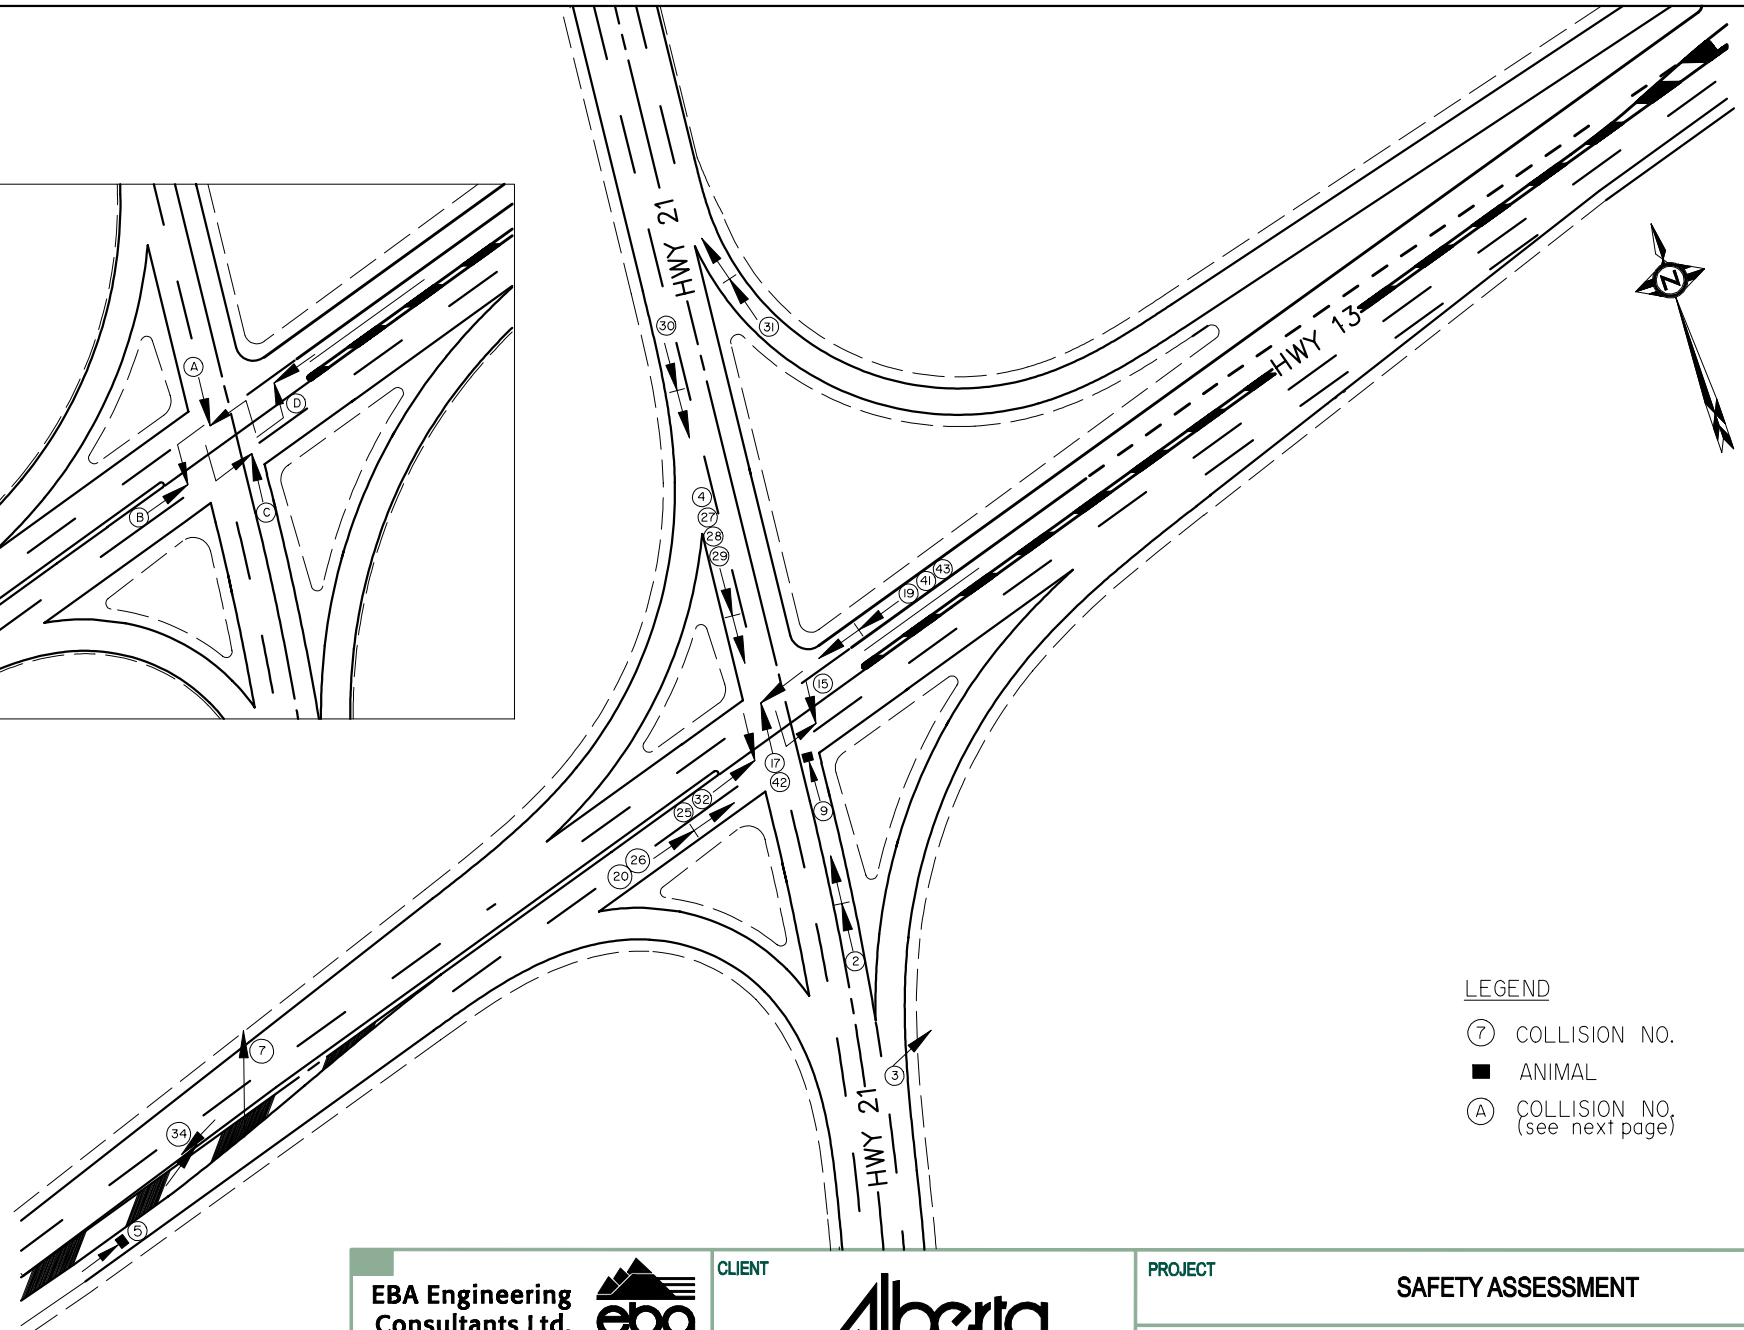 HWY 21
30
31
HWY 13
N
A
D
B
C
4
27
28
29
19 41 43
15
17
42
9
25 32
20 26
2
3
7
34
5
HWY 21
LEGEND
7 COLLISION NO.
ANIMAL
A COLLISION NO.
(see next page)
EBA Engineering
Consultants Ltd.
eba
CLIENT
Alberta
PROJECT
SAFETY ASSESSMENT